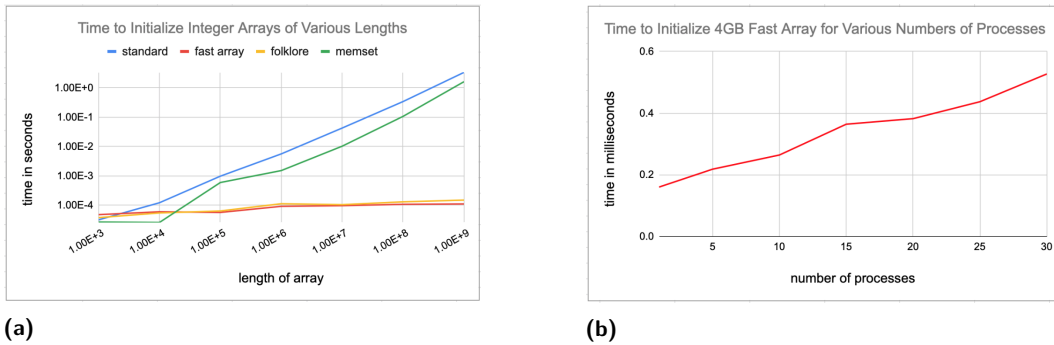 Time to Initialize Integer Arrays of Various Lengths
standard fast array folklore memset
time in seconds
1.00E+0
1.00E-1
1.00E-2
1.00E-3
1.00E-4
1.00E+3 1.00E+4 1.00E+5 1.00E+6 1.00E+7 1.00E+8 1.00E+9
length of array
(a)
Time to Initialize 4GB Fast Array for Various Numbers of Processes
time in milliseconds
0.6
0.4
0.2
0.0
5 10 15 20 25 30
number of processes
(b)